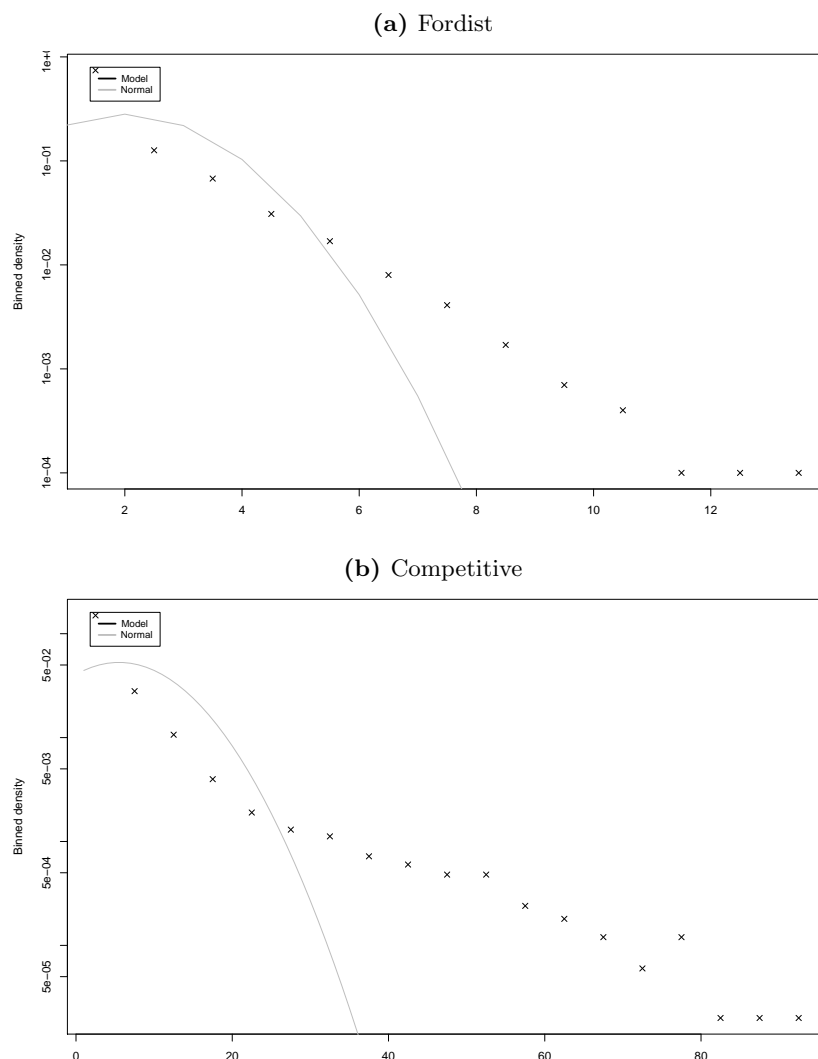 (a) Fordist
1e+0
Model
Normal
1e-01
1e-02
1e-03
1e-04
Binned density
2 4 6 8 10 12
(b) Competitive
Model
Normal
5e-02
5e-03
5e-04
5e-05
Binned density
0 20 40 60 80